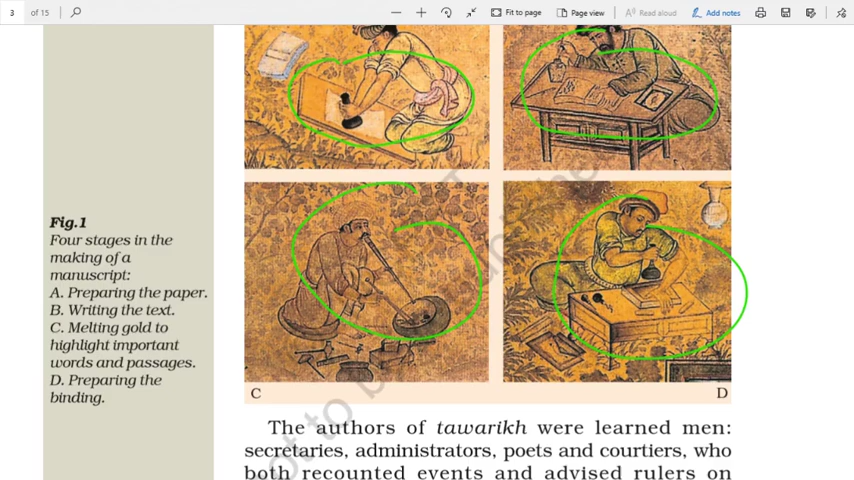 3 of 15
Fit to page
Page view
Read aloud
Add notes
Fig.1
Four stages in the
making of a
manuscript:
A. Preparing the paper.
B. Writing the text.
C. Melting gold to
highlight important
words and passages.
D. Preparing the
binding.
C
D
The authors of tawarikh were learned men:
secretaries, administrators, poets and courtiers, who
both recounted events and advised rulers on